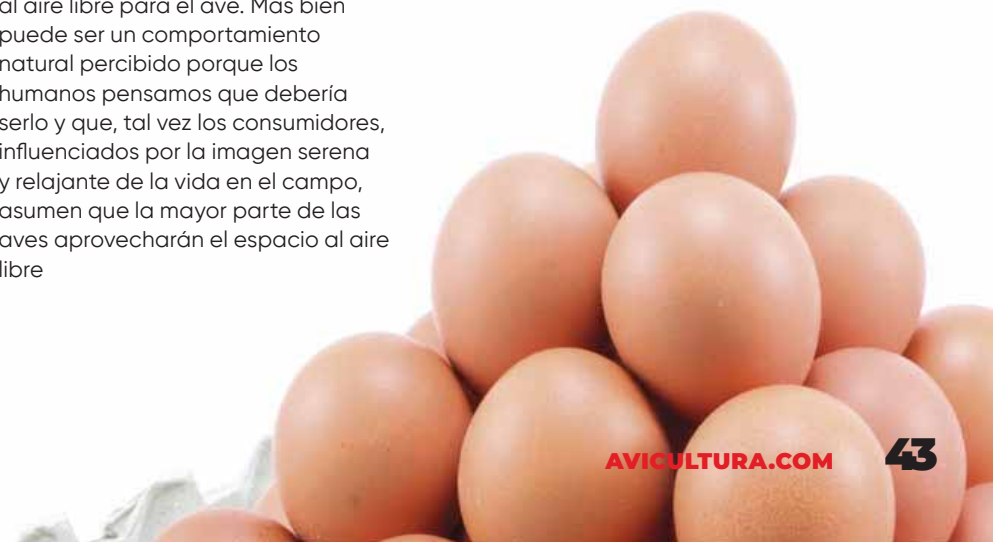 al aire libre para el ave. Más bien
puede ser un comportamiento
natural percibido porque los
humanos pensamos que debería
serlo y que, tal vez los consumidores,
influenciados por la imagen serena
y relajante de la vida en el campo,
asumen que la mayor parte de las
aves aprovecharán el espacio al aire
libre
AVICULTURA.COM 43